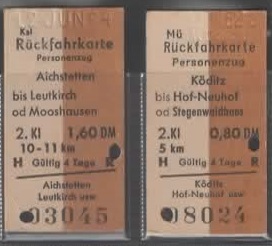 12 JUN 64
Ksl
Rückfahrkarte
Personenzug
Aichstetten
bis Leutkirch
od Mooshausen
2. Kl 1,60 DM
10-11 km
H Gültig 4 Tage R
Aichstetten
Leutkirch usw
03045
Mü
Rückfahrkarte
Personenzug
Köditz
bis Hof-Neuhof
od Stegenwaldhaus
2. Kl 0,80 DM
5 km
H Gültig 4 Tage R
Köditz
Hof-Neuhof usw
08024